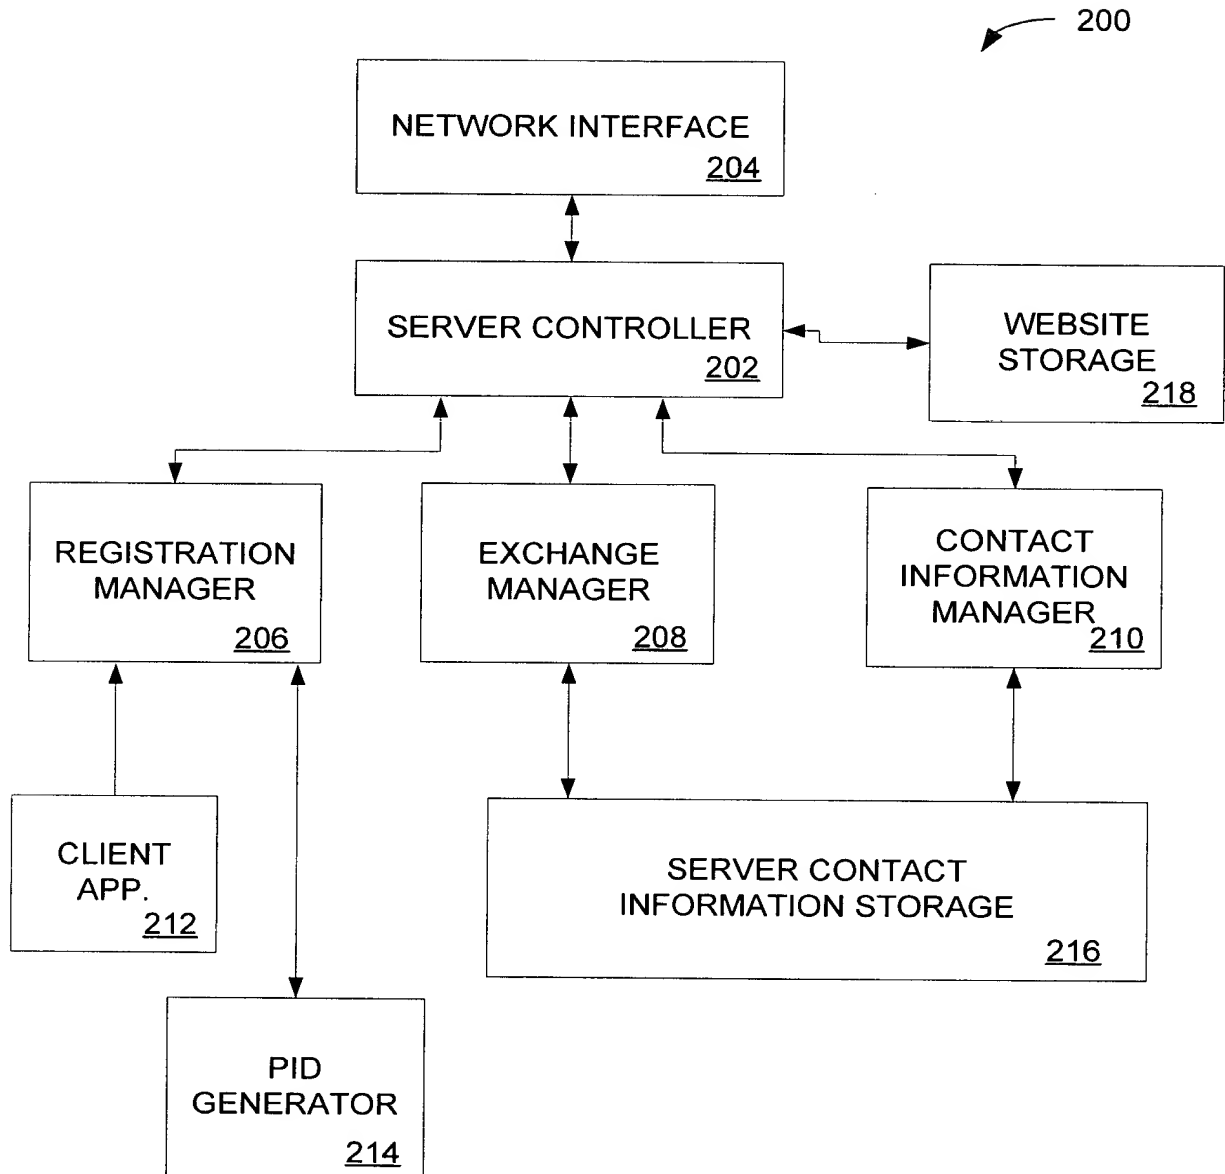 200
NETWORK INTERFACE
204
SERVER CONTROLLER
202
WEBSITE
STORAGE
218
REGISTRATION
MANAGER
206
EXCHANGE
MANAGER
208
CONTACT
INFORMATION
MANAGER
210
CLIENT
APP.
212
SERVER CONTACT
INFORMATION STORAGE
216
PID
GENERATOR
214